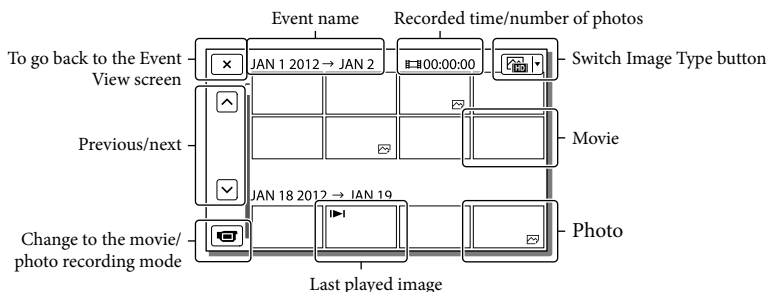 Event name
Recorded time/number of photos
To go back to the Event
View screen
JAN 1 2012 → JAN 2
00:00:00
HD
Switch Image Type button
Previous/next
Movie
JAN 18 2012 → JAN 19
Change to the movie/
photo recording mode
Photo
Last played image